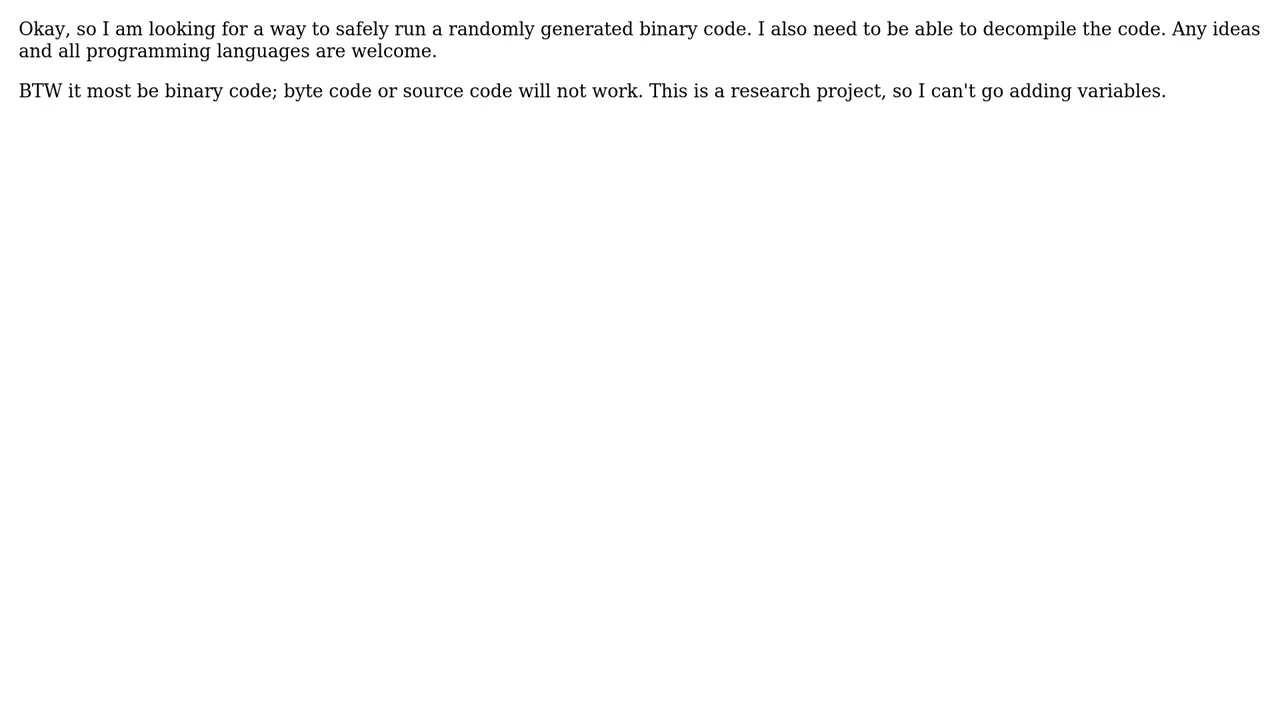 Okay, so I am looking for a way to safely run a randomly generated binary code. I also need to be able to decompile the code. Any ideas
and all programming languages are welcome.
BTW it most be binary code; byte code or source code will not work. This is a research project, so I can't go adding variables.